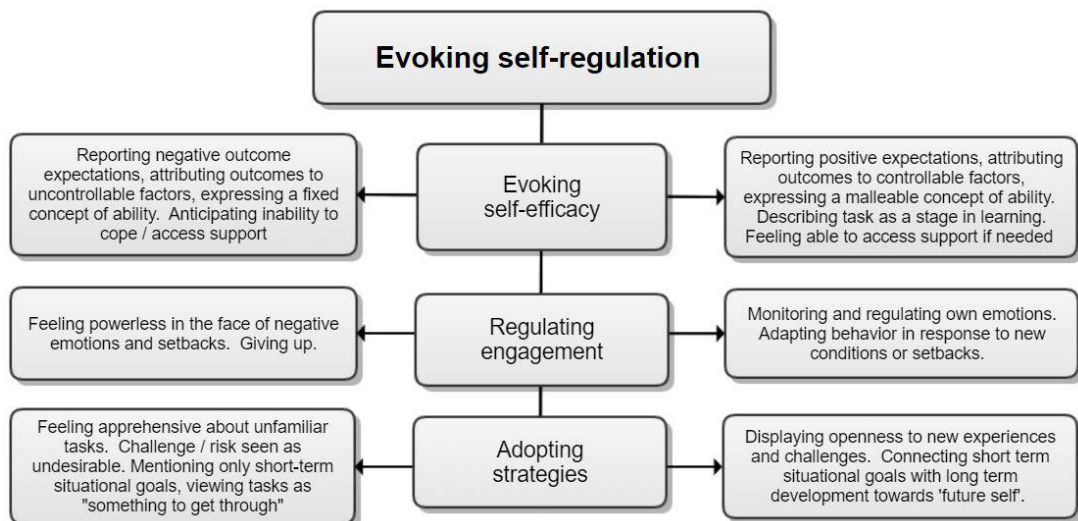 Evoking self-regulation
Reporting negative outcome
expectations, attributing outcomes to
uncontrollable factors, expressing a fixed
concept of ability.  Anticipating inability to
cope / access support
Evoking
self-efficacy
Reporting positive expectations, attributing
outcomes to controllable factors,
expressing a malleable concept of ability.
Describing task as a stage in learning.
Feeling able to access support if needed
Feeling powerless in the face of negative
emotions and setbacks.  Giving up.
Regulating
engagement
Monitoring and regulating own emotions.
Adapting behavior in response to new
conditions or setbacks.
Feeling apprehensive about unfamiliar
tasks.  Challenge / risk seen as
undesirable. Mentioning only short-term
situational goals, viewing tasks as
"something to get through"
Adopting
strategies
Displaying openness to new experiences
and challenges.  Connecting short term
situational goals with long term
development towards 'future self'.